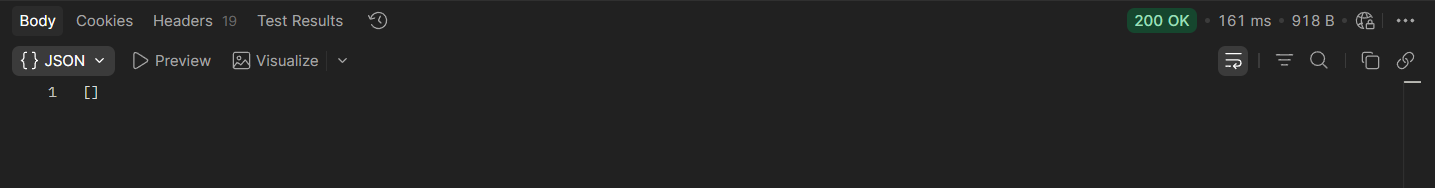 Body Cookies Headers 19 Test Results 200 OK • 161 ms • 918 B •
{} JSON Preview Visualize
1 []